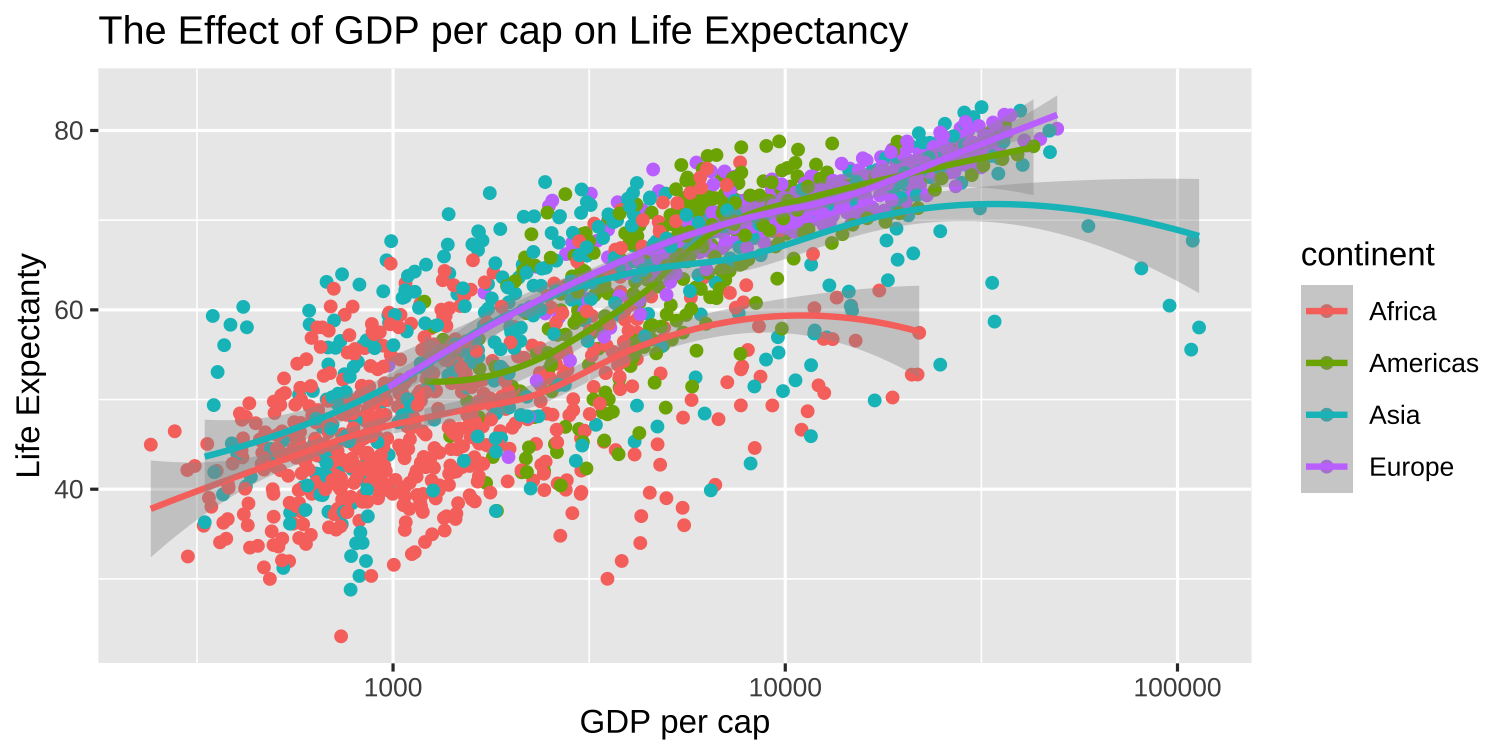 The Effect of GDP per cap on Life Expectancy
80
60
40
Life Expectanty
1000
10000
100000
GDP per cap
continent
Africa
Americas
Asia
Europe